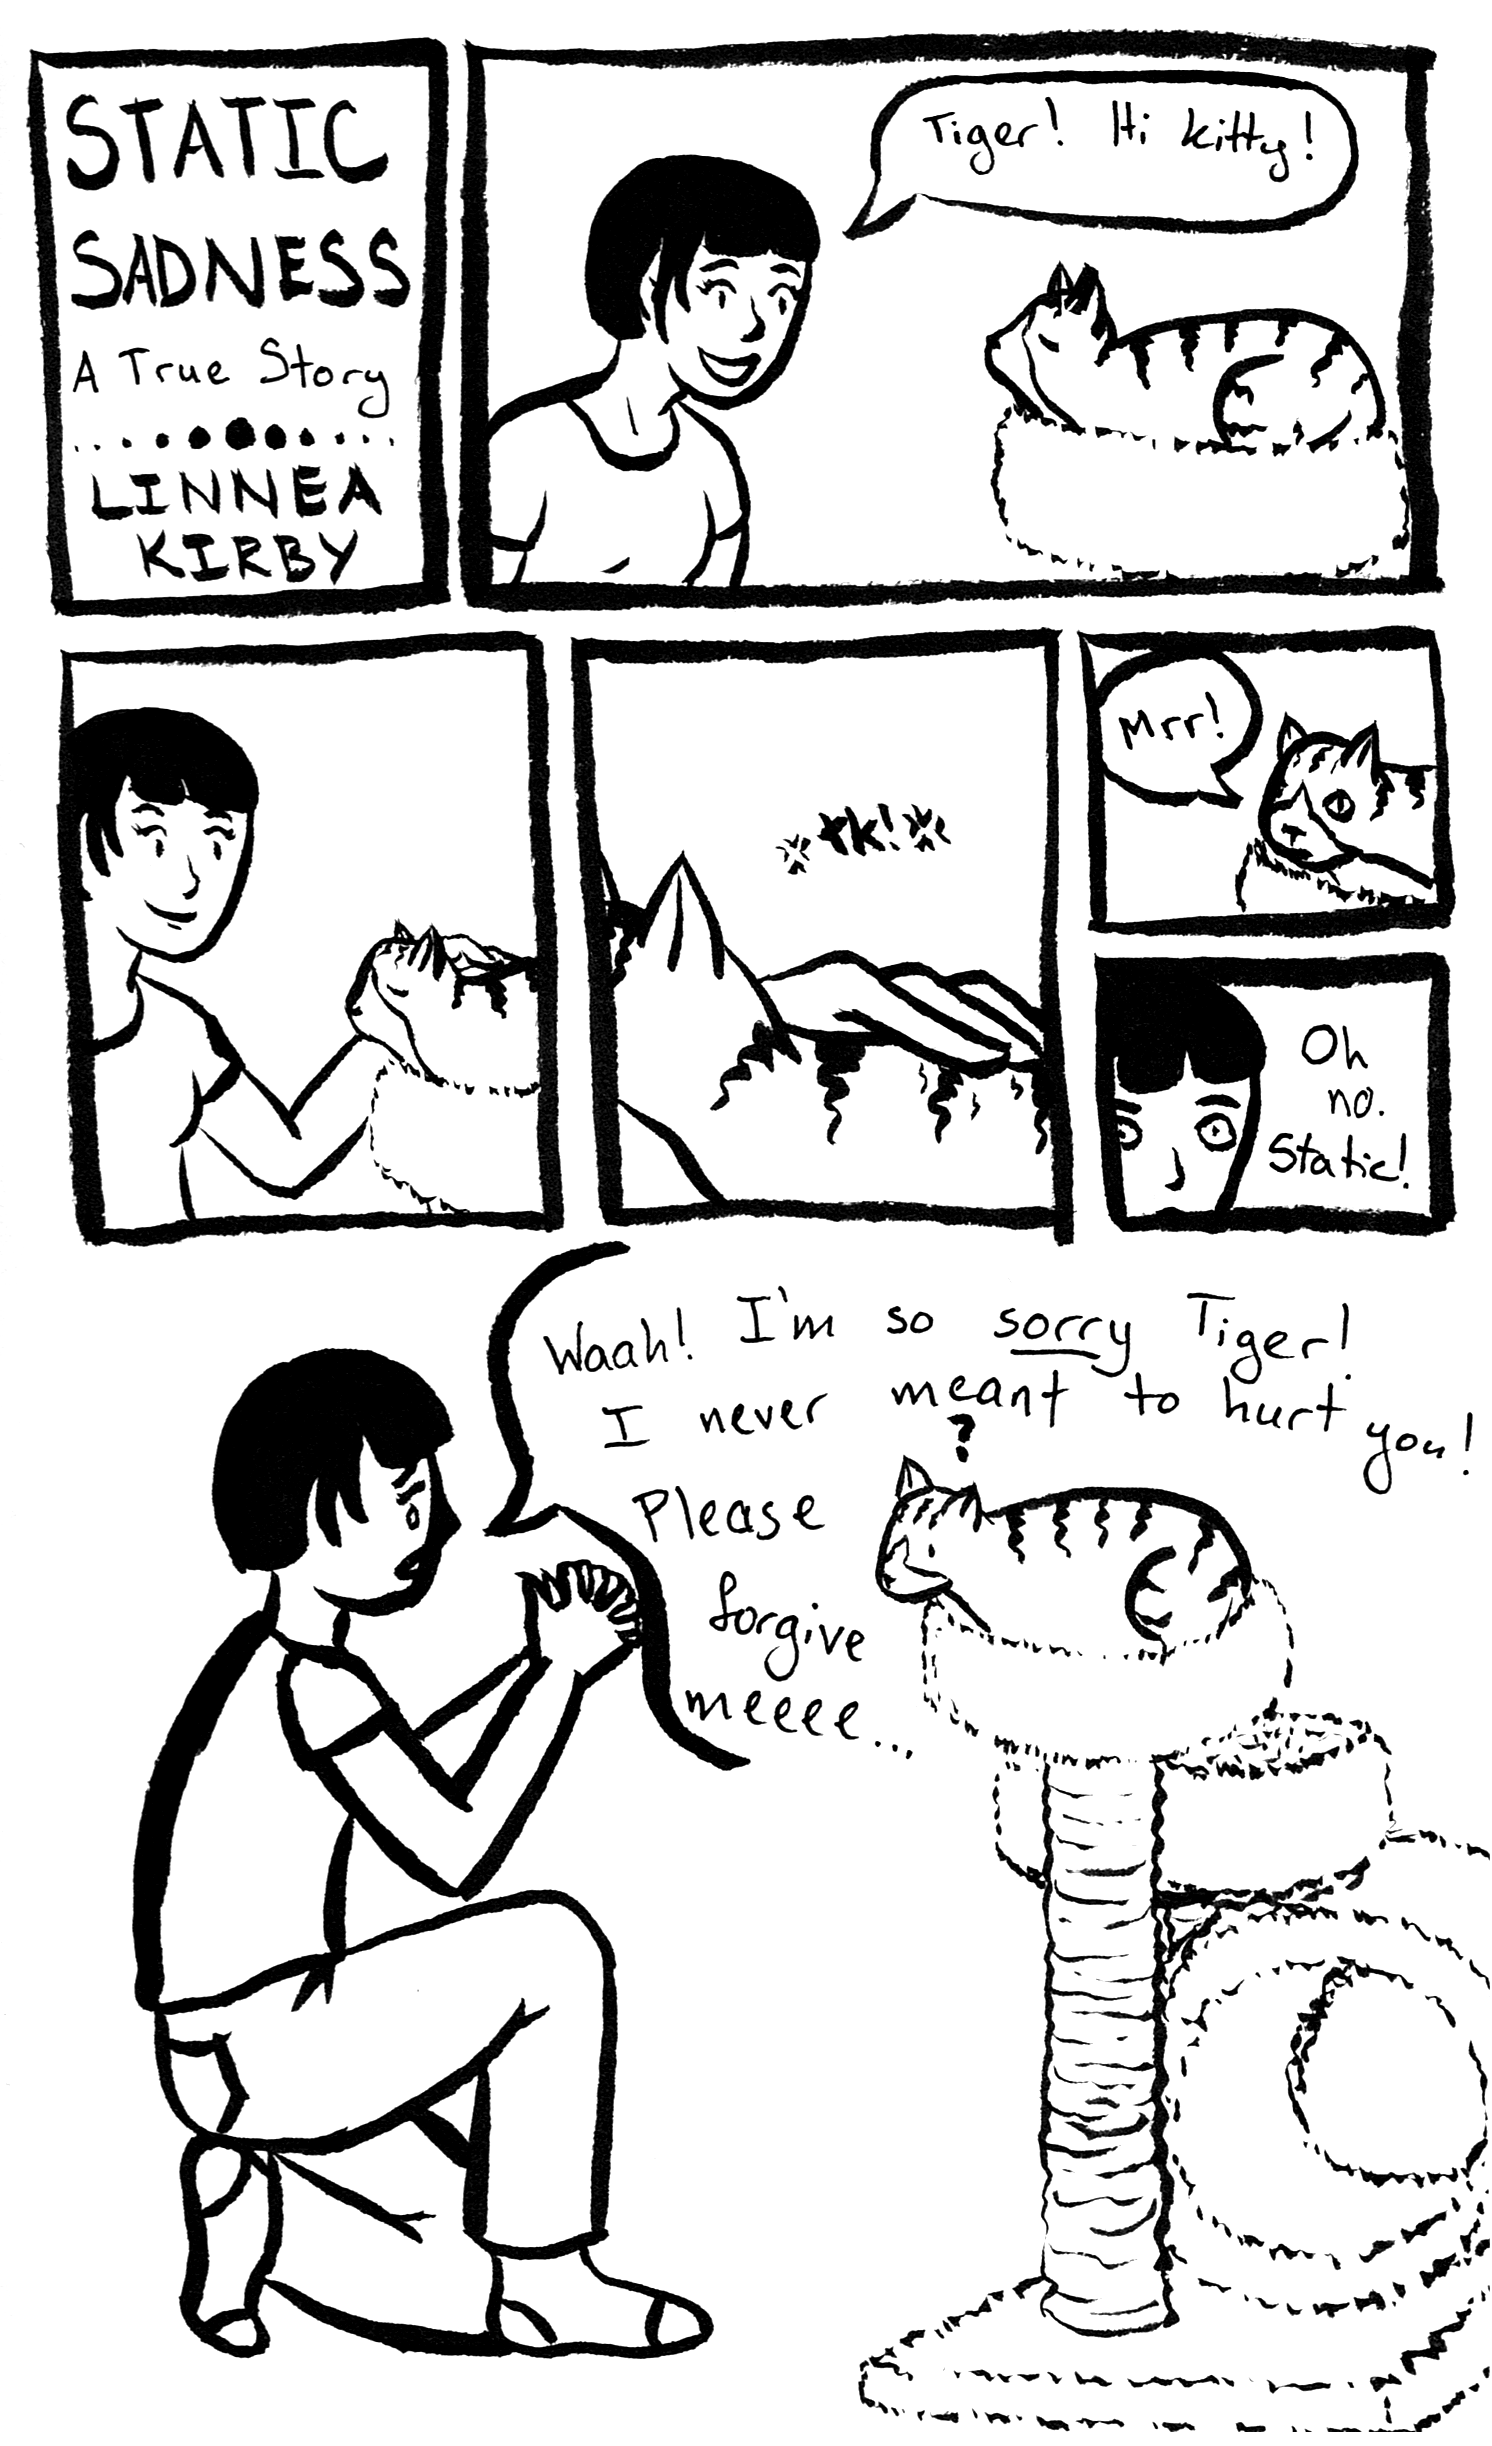 STATIC
SADNESS
A True Story
LINNEA
KIRBY
Tiger! Hi kitty!
*tk!*
Mrr!
Oh
no.
Static!
Waah! I'm so sorry Tiger!
I never meant to hurt you!
?
Please
forgive
meeee...